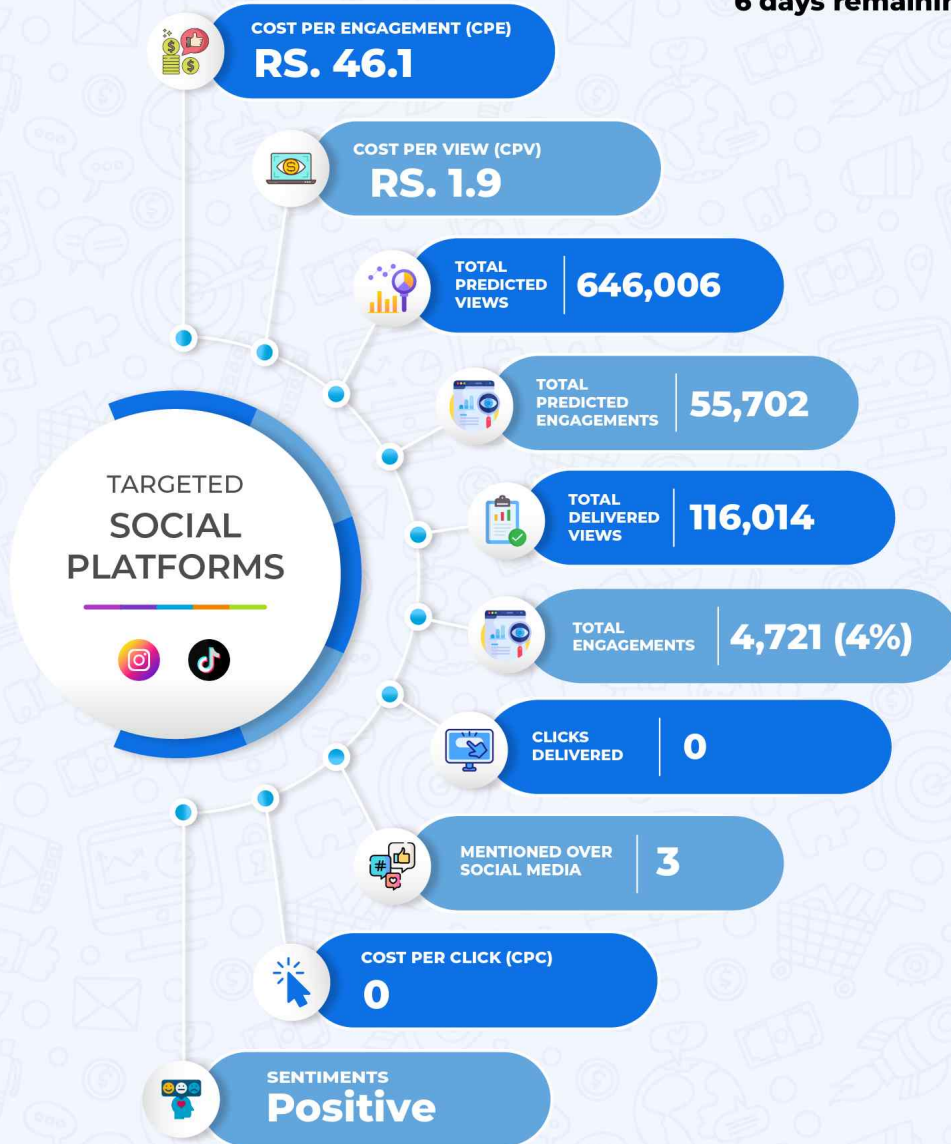 6 days remainin
COST PER ENGAGEMENT (CPE)
RS. 46.1
COST PER VIEW (CPV)
RS. 1.9
TOTAL
PREDICTED
VIEWS
646,006
TOTAL
PREDICTED
ENGAGEMENTS
55,702
TARGETED
SOCIAL
PLATFORMS
TOTAL
DELIVERED
VIEWS
116,014
TOTAL
ENGAGEMENTS
4,721 (4%)
CLICKS
DELIVERED
0
MENTIONED OVER
SOCIAL MEDIA
3
COST PER CLICK (CPC)
0
SENTIMENTS
Positive